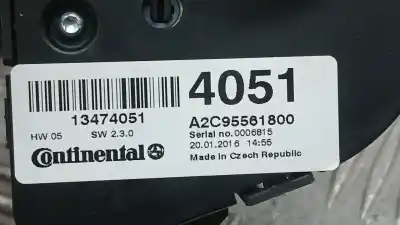 4051
13474051
A2C95581800
HW 05 SW 2.3.0
Serial no.0006815
20.01.2016 14:55
Continental
Made in Czech Republic